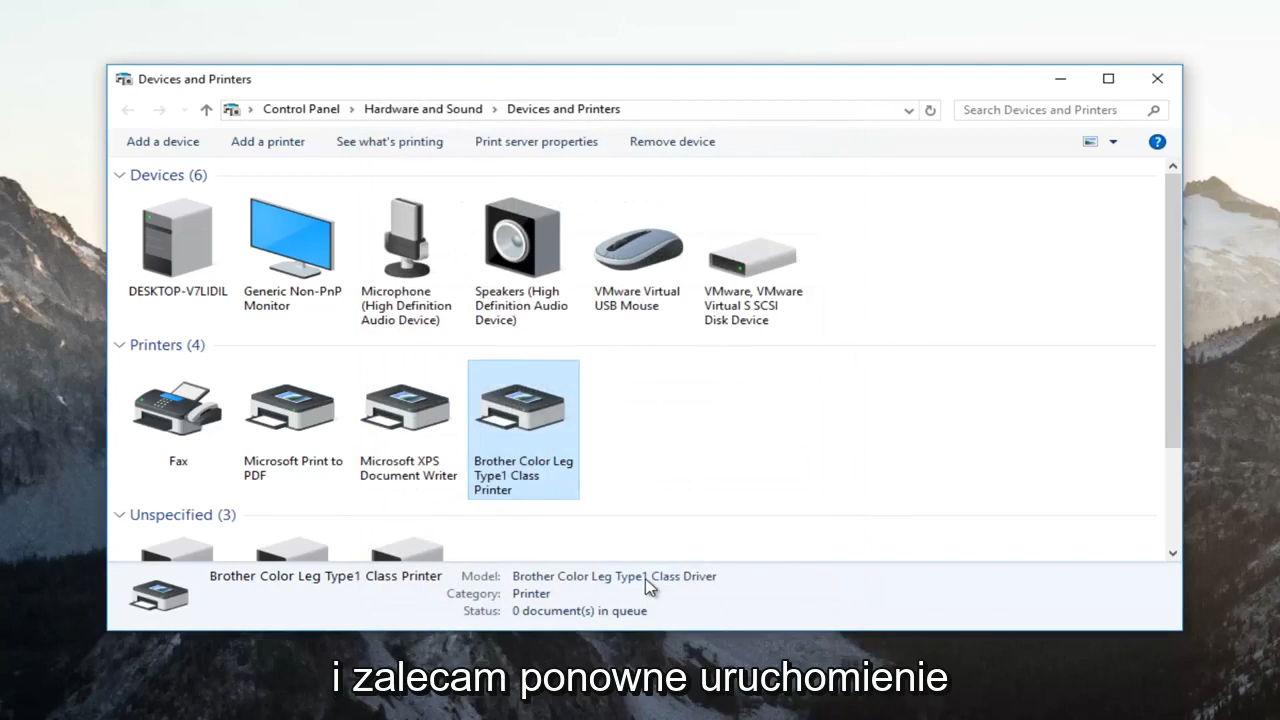 Devices and Printers
Control Panel > Hardware and Sound > Devices and Printers
Search Devices and Printers
Add a device Add a printer See what's printing Print server properties Remove device
Devices (6)
DESKTOP-V7LIDIL
Generic Non-PnP
Monitor
Microphone
(High Definition
Audio Device)
Speakers (High
Definition Audio
Device)
VMware Virtual
USB Mouse
VMware, VMware
Virtual S SCSI
Disk Device
Printers (4)
Fax
Microsoft Print to
PDF
Microsoft XPS
Document Writer
Brother Color Leg
Type1 Class
Printer
Unspecified (3)
Brother Color Leg Type1 Class Printer
Model: Brother Color Leg Type1 Class Driver
Category: Printer
Status: 0 document(s) in queue
i zalecam ponowne uruchomienie